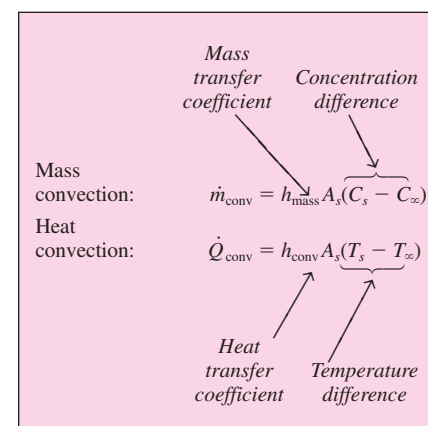 Mass
transfer Concentration
coefficient difference
Mass
convection: ṁconv = hmass As(Cs − C∞)
Heat
convection: Q̇conv = hconv As(Ts − T∞)
Heat
transfer Temperature
coefficient difference